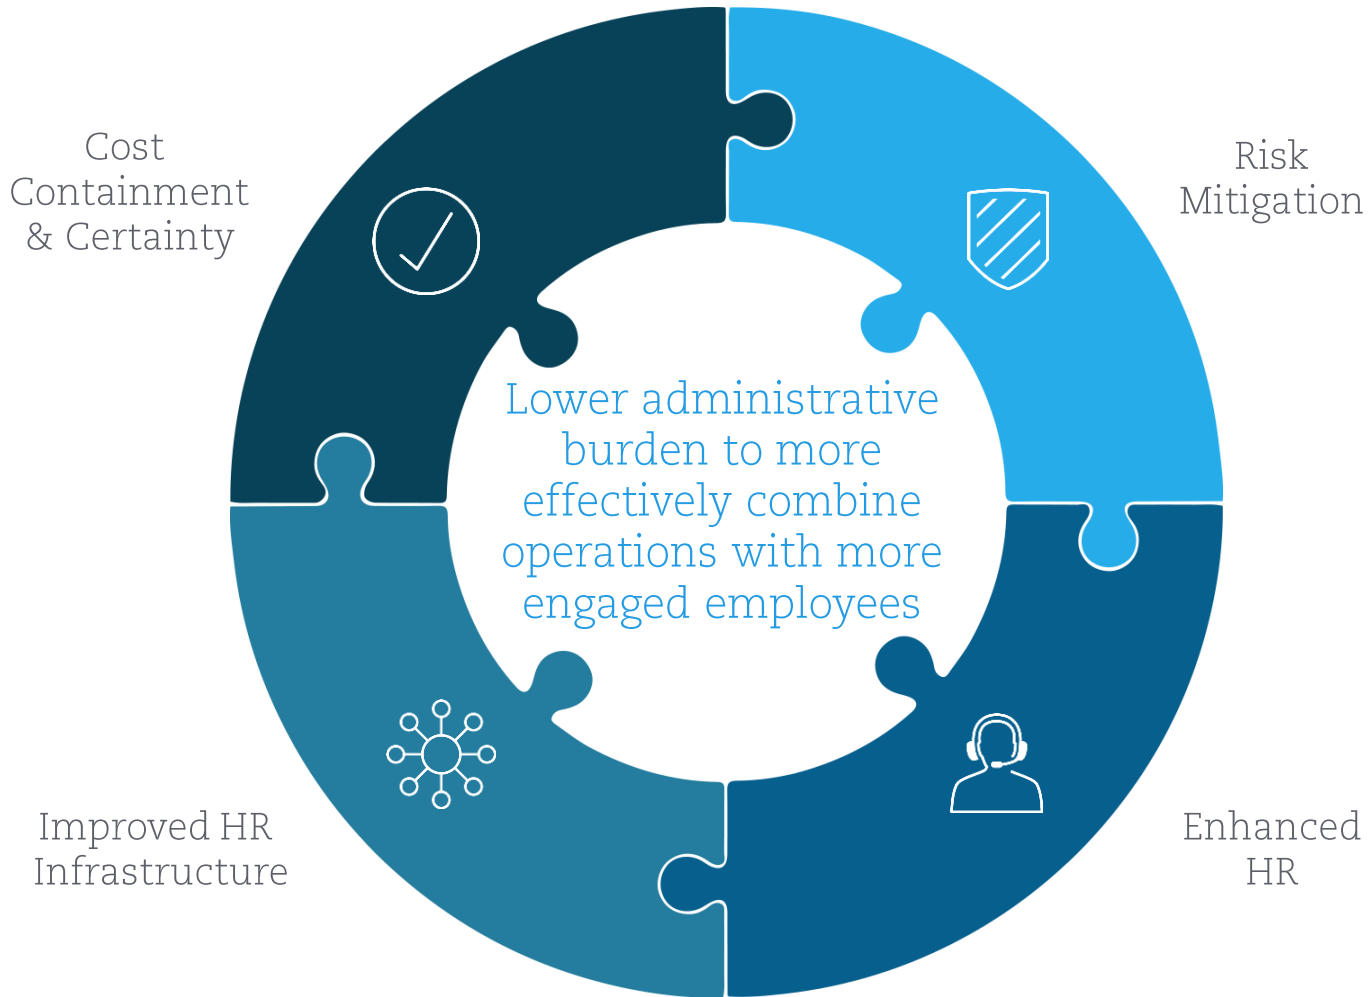 Cost
Containment
& Certainty
Risk
Mitigation
Lower administrative
burden to more
effectively combine
operations with more
engaged employees
Improved HR
Infrastructure
Enhanced
HR